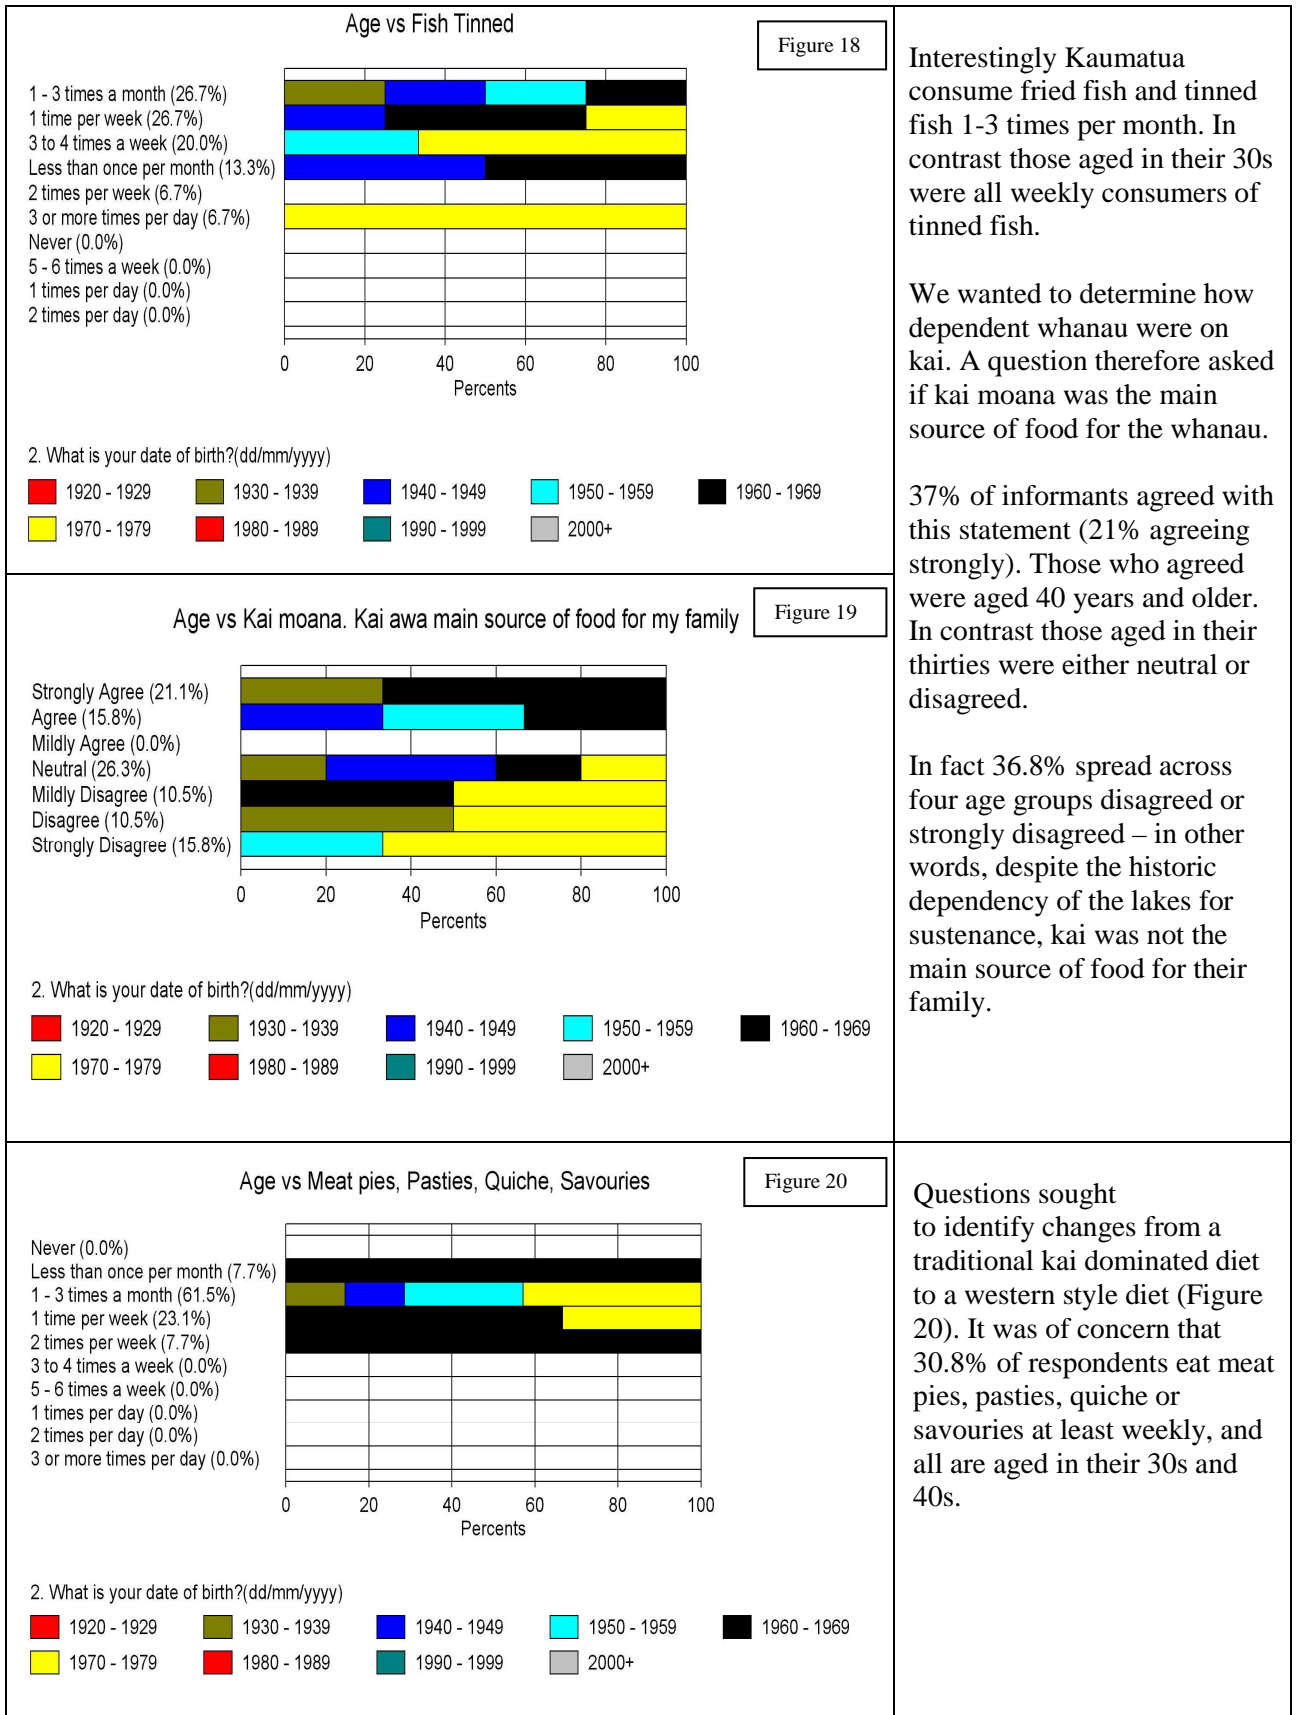 Age vs Fish Tinned
Figure 18
1 - 3 times a month (26.7%)
1 time per week (26.7%)
3 to 4 times a week (20.0%)
Less than once per month (13.3%)
2 times per week (6.7%)
3 or more times per day (6.7%)
Never (0.0%)
5 - 6 times a week (0.0%)
1 times per day (0.0%)
2 times per day (0.0%)
0 20 40 60 80 100
Percents
2. What is your date of birth?(dd/mm/yyyy)
1920 - 1929 1930 - 1939 1940 - 1949 1950 - 1959 1960 - 1969
1970 - 1979 1980 - 1989 1990 - 1999 2000+
Interestingly Kaumatua
consume fried fish and tinned
fish 1-3 times per month. In
contrast those aged in their 30s
were all weekly consumers of
tinned fish.
We wanted to determine how
dependent whanau were on
kai. A question therefore asked
if kai moana was the main
source of food for the whanau.
37% of informants agreed with
this statement (21% agreeing
strongly). Those who agreed
were aged 40 years and older.
In contrast those aged in their
thirties were either neutral or
disagreed.
In fact 36.8% spread across
four age groups disagreed or
strongly disagreed – in other
words, despite the historic
dependency of the lakes for
sustenance, kai was not the
main source of food for their
family.
Age vs Kai moana. Kai awa main source of food for my family
Figure 19
Strongly Agree (21.1%)
Agree (15.8%)
Mildly Agree (0.0%)
Neutral (26.3%)
Mildly Disagree (10.5%)
Disagree (10.5%)
Strongly Disagree (15.8%)
0 20 40 60 80 100
Percents
2. What is your date of birth?(dd/mm/yyyy)
1920 - 1929 1930 - 1939 1940 - 1949 1950 - 1959 1960 - 1969
1970 - 1979 1980 - 1989 1990 - 1999 2000+
Age vs Meat pies, Pasties, Quiche, Savouries
Figure 20
Never (0.0%)
Less than once per month (7.7%)
1 - 3 times a month (61.5%)
1 time per week (23.1%)
2 times per week (7.7%)
3 to 4 times a week (0.0%)
5 - 6 times a week (0.0%)
1 times per day (0.0%)
2 times per day (0.0%)
3 or more times per day (0.0%)
0 20 40 60 80 100
Percents
2. What is your date of birth?(dd/mm/yyyy)
1920 - 1929 1930 - 1939 1940 - 1949 1950 - 1959 1960 - 1969
1970 - 1979 1980 - 1989 1990 - 1999 2000+
Questions sought
to identify changes from a
traditional kai dominated diet
to a western style diet (Figure
20). It was of concern that
30.8% of respondents eat meat
pies, pasties, quiche or
savouries at least weekly, and
all are aged in their 30s and
40s.